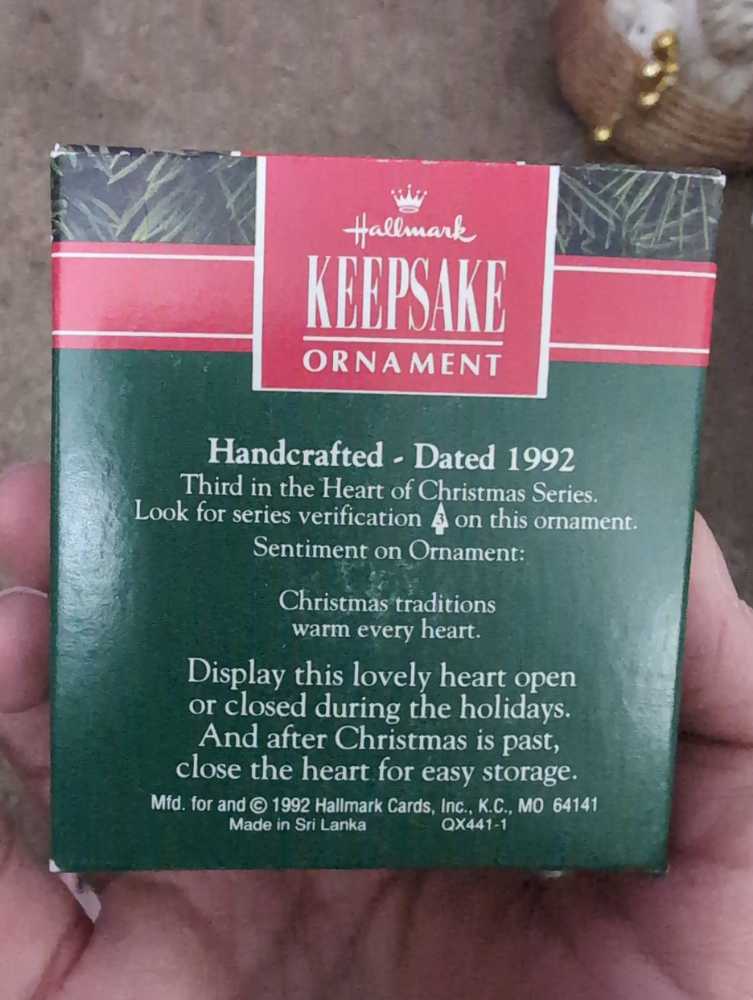 Hallmark
KEEPSAKE
ORNAMENT
Handcrafted - Dated 1992
Third in the Heart of Christmas Series.
Look for series verification 3 on this ornament.
Sentiment on Ornament:
Christmas traditions
warm every heart.
Display this lovely heart open
or closed during the holidays.
And after Christmas is past,
close the heart for easy storage.
Mfd. for and © 1992 Hallmark Cards, Inc., K.C., MO 64141
Made in Sri Lanka QX441-1